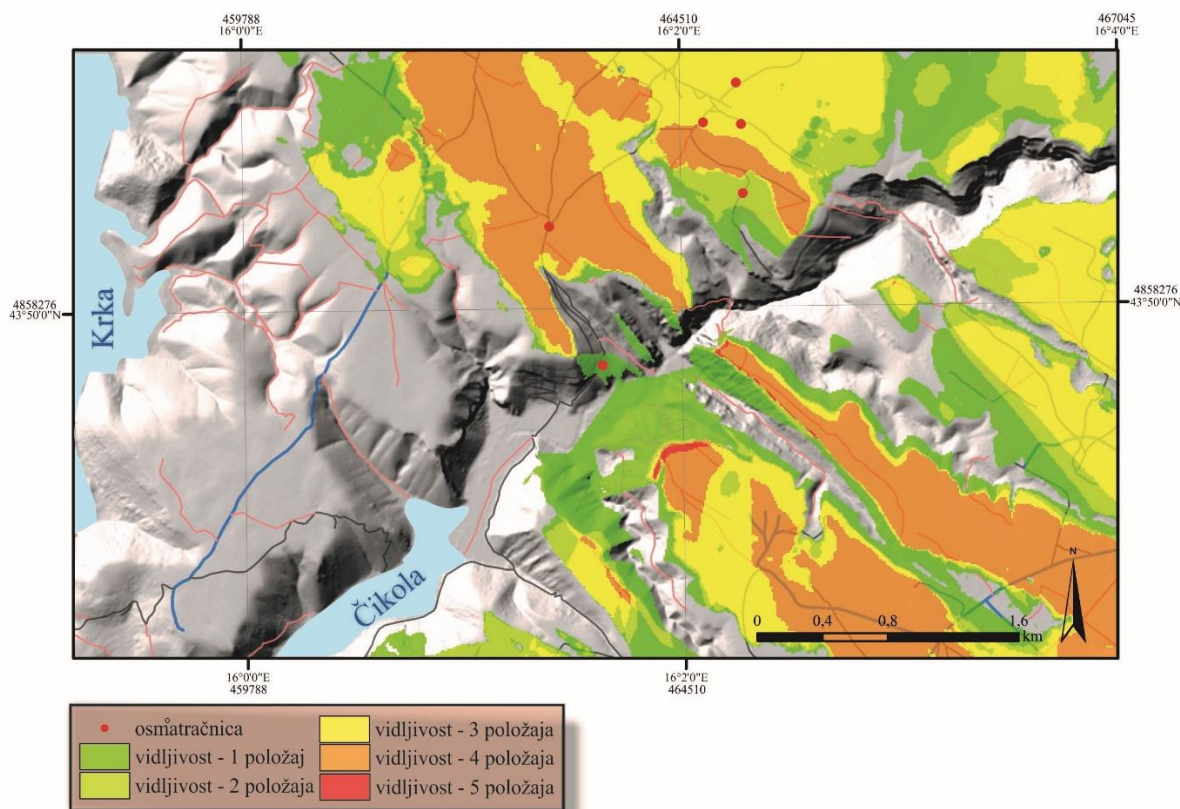 459788
16°0'0"E
464510
16°2'0"E
467045
16°4'0"E
4858276
43°50'0"N
4858276
43°50'0"N
Krka
Čikola
N
0 0,4 0,8 1,6
km
16°0'0"E
459788
16°2'0"E
464510
osmatračnica
vidljivost - 1 položaj
vidljivost - 2 položaja
vidljivost - 3 položaja
vidljivost - 4 položaja
vidljivost - 5 položaja